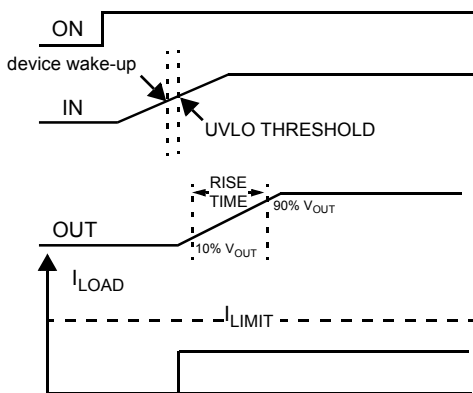 ON
device wake-up
IN
UVLO THRESHOLD
RISE
TIME
90% VOUT
OUT
10% VOUT
ILOAD
ILIMIT